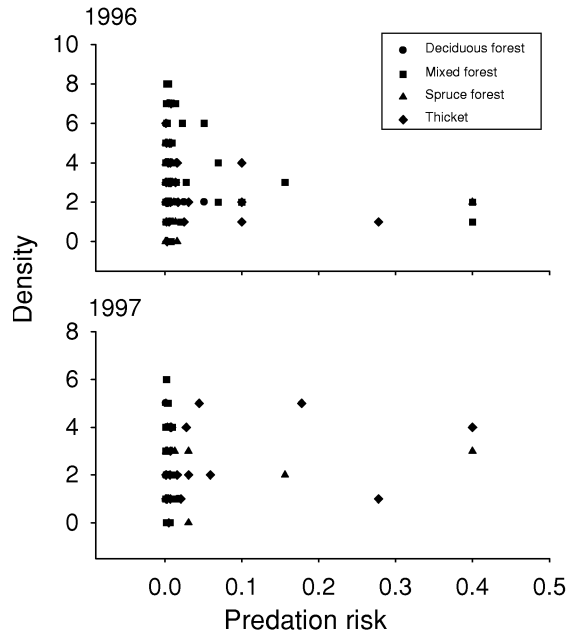 1996
10
8
6
4
2
0
Deciduous forest
Mixed forest
Spruce forest
Thicket
Density
1997
8
6
4
2
0
0.0 0.1 0.2 0.3 0.4 0.5
Predation risk